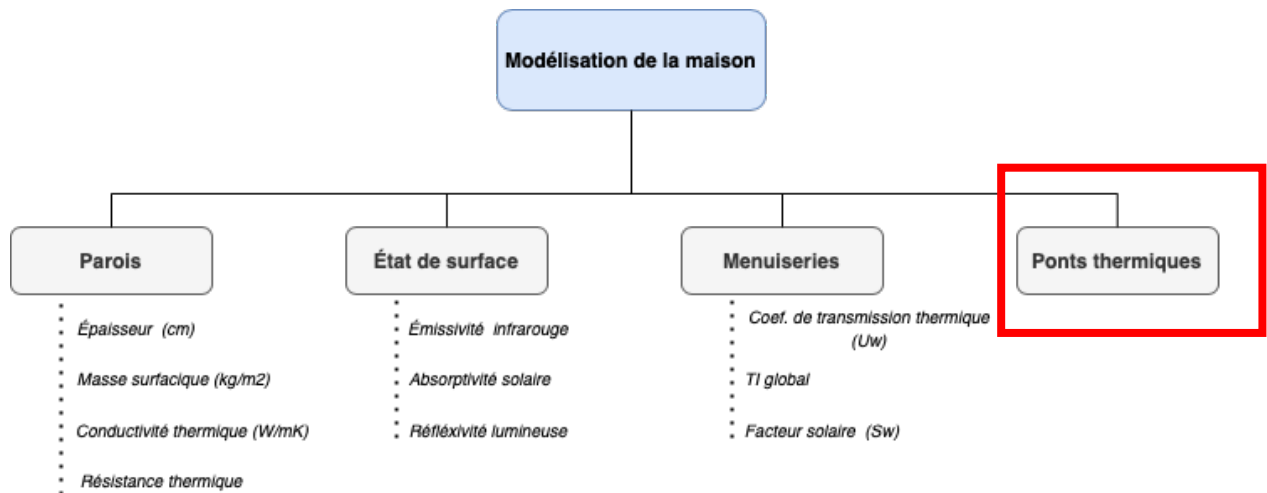 Modélisation de la maison
Parois
État de surface
Menuiseries
Ponts thermiques
Épaisseur (cm)
Masse surfacique (kg/m2)
Conductivité thermique (W/mK)
Résistance thermique
Émissivité infrarouge
Absorptivité solaire
Réfléxivité lumineuse
Coef. de transmission thermique
(Uw)
TI global
Facteur solaire (Sw)